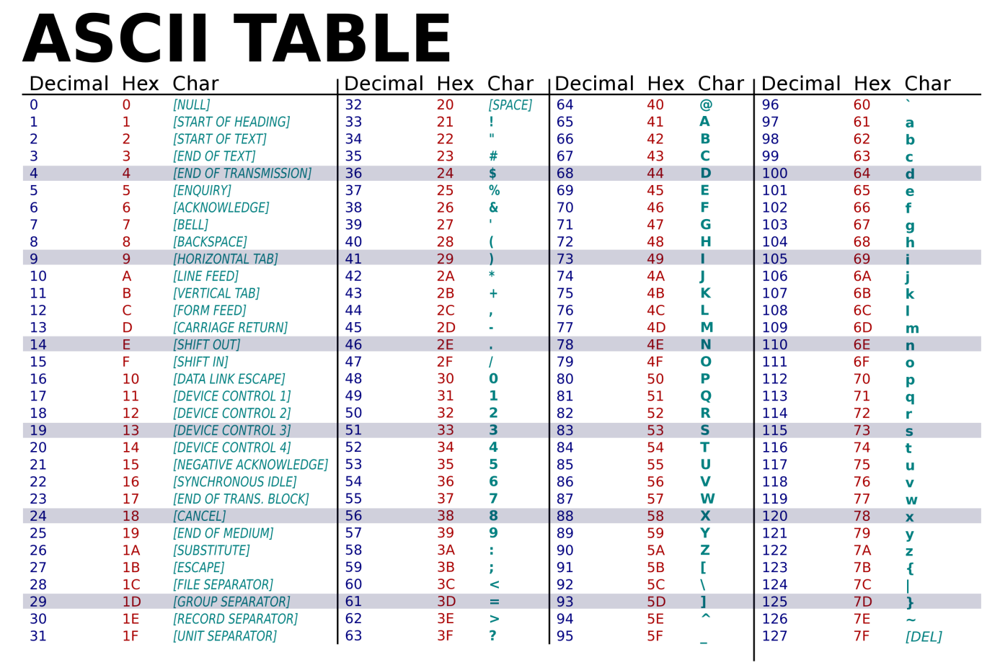 ASCII TABLE
Decimal Hex Char Decimal Hex Char Decimal Hex Char Decimal Hex Char
0 0 [NULL] 32 20 [SPACE] 64 40 @ 96 60 `
1 1 [START OF HEADING] 33 21 ! 65 41 A 97 61 a
2 2 [START OF TEXT] 34 22 " 66 42 B 98 62 b
3 3 [END OF TEXT] 35 23 # 67 43 C 99 63 c
4 4 [END OF TRANSMISSION] 36 24 $ 68 44 D 100 64 d
5 5 [ENQUIRY] 37 25 % 69 45 E 101 65 e
6 6 [ACKNOWLEDGE] 38 26 & 70 46 F 102 66 f
7 7 [BELL] 39 27 ' 71 47 G 103 67 g
8 8 [BACKSPACE] 40 28 ( 72 48 H 104 68 h
9 9 [HORIZONTAL TAB] 41 29 ) 73 49 I 105 69 i
10 A [LINE FEED] 42 2A * 74 4A J 106 6A j
11 B [VERTICAL TAB] 43 2B + 75 4B K 107 6B k
12 C [FORM FEED] 44 2C , 76 4C L 108 6C l
13 D [CARRIAGE RETURN] 45 2D - 77 4D M 109 6D m
14 E [SHIFT OUT] 46 2E . 78 4E N 110 6E n
15 F [SHIFT IN] 47 2F / 79 4F O 111 6F o
16 10 [DATA LINK ESCAPE] 48 30 0 80 50 P 112 70 p
17 11 [DEVICE CONTROL 1] 49 31 1 81 51 Q 113 71 q
18 12 [DEVICE CONTROL 2] 50 32 2 82 52 R 114 72 r
19 13 [DEVICE CONTROL 3] 51 33 3 83 53 S 115 73 s
20 14 [DEVICE CONTROL 4] 52 34 4 84 54 T 116 74 t
21 15 [NEGATIVE ACKNOWLEDGE] 53 35 5 85 55 U 117 75 u
22 16 [SYNCHRONOUS IDLE] 54 36 6 86 56 V 118 76 v
23 17 [END OF TRANS. BLOCK] 55 37 7 87 57 W 119 77 w
24 18 [CANCEL] 56 38 8 88 58 X 120 78 x
25 19 [END OF MEDIUM] 57 39 9 89 59 Y 121 79 y
26 1A [SUBSTITUTE] 58 3A : 90 5A Z 122 7A z
27 1B [ESCAPE] 59 3B ; 91 5B [ 123 7B {
28 1C [FILE SEPARATOR] 60 3C < 92 5C \ 124 7C |
29 1D [GROUP SEPARATOR] 61 3D = 93 5D ] 125 7D }
30 1E [RECORD SEPARATOR] 62 3E > 94 5E ^ 126 7E ~
31 1F [UNIT SEPARATOR] 63 3F ? 95 5F _ 127 7F [DEL]